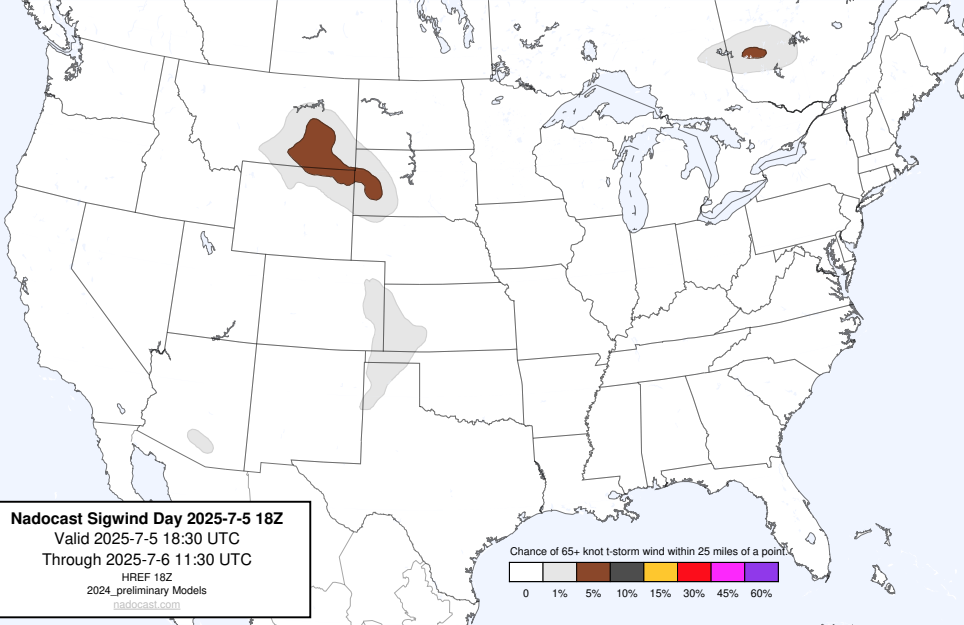 Nadocast Sigwind Day 2025-7-5 18Z
Valid 2025-7-5 18:30 UTC
Through 2025-7-6 11:30 UTC
HREF 18Z
2024_preliminary Models
nadocast.com
Chance of 65+ knot t-storm wind within 25 miles of a point.
0 1% 5% 10% 15% 30% 45% 60%